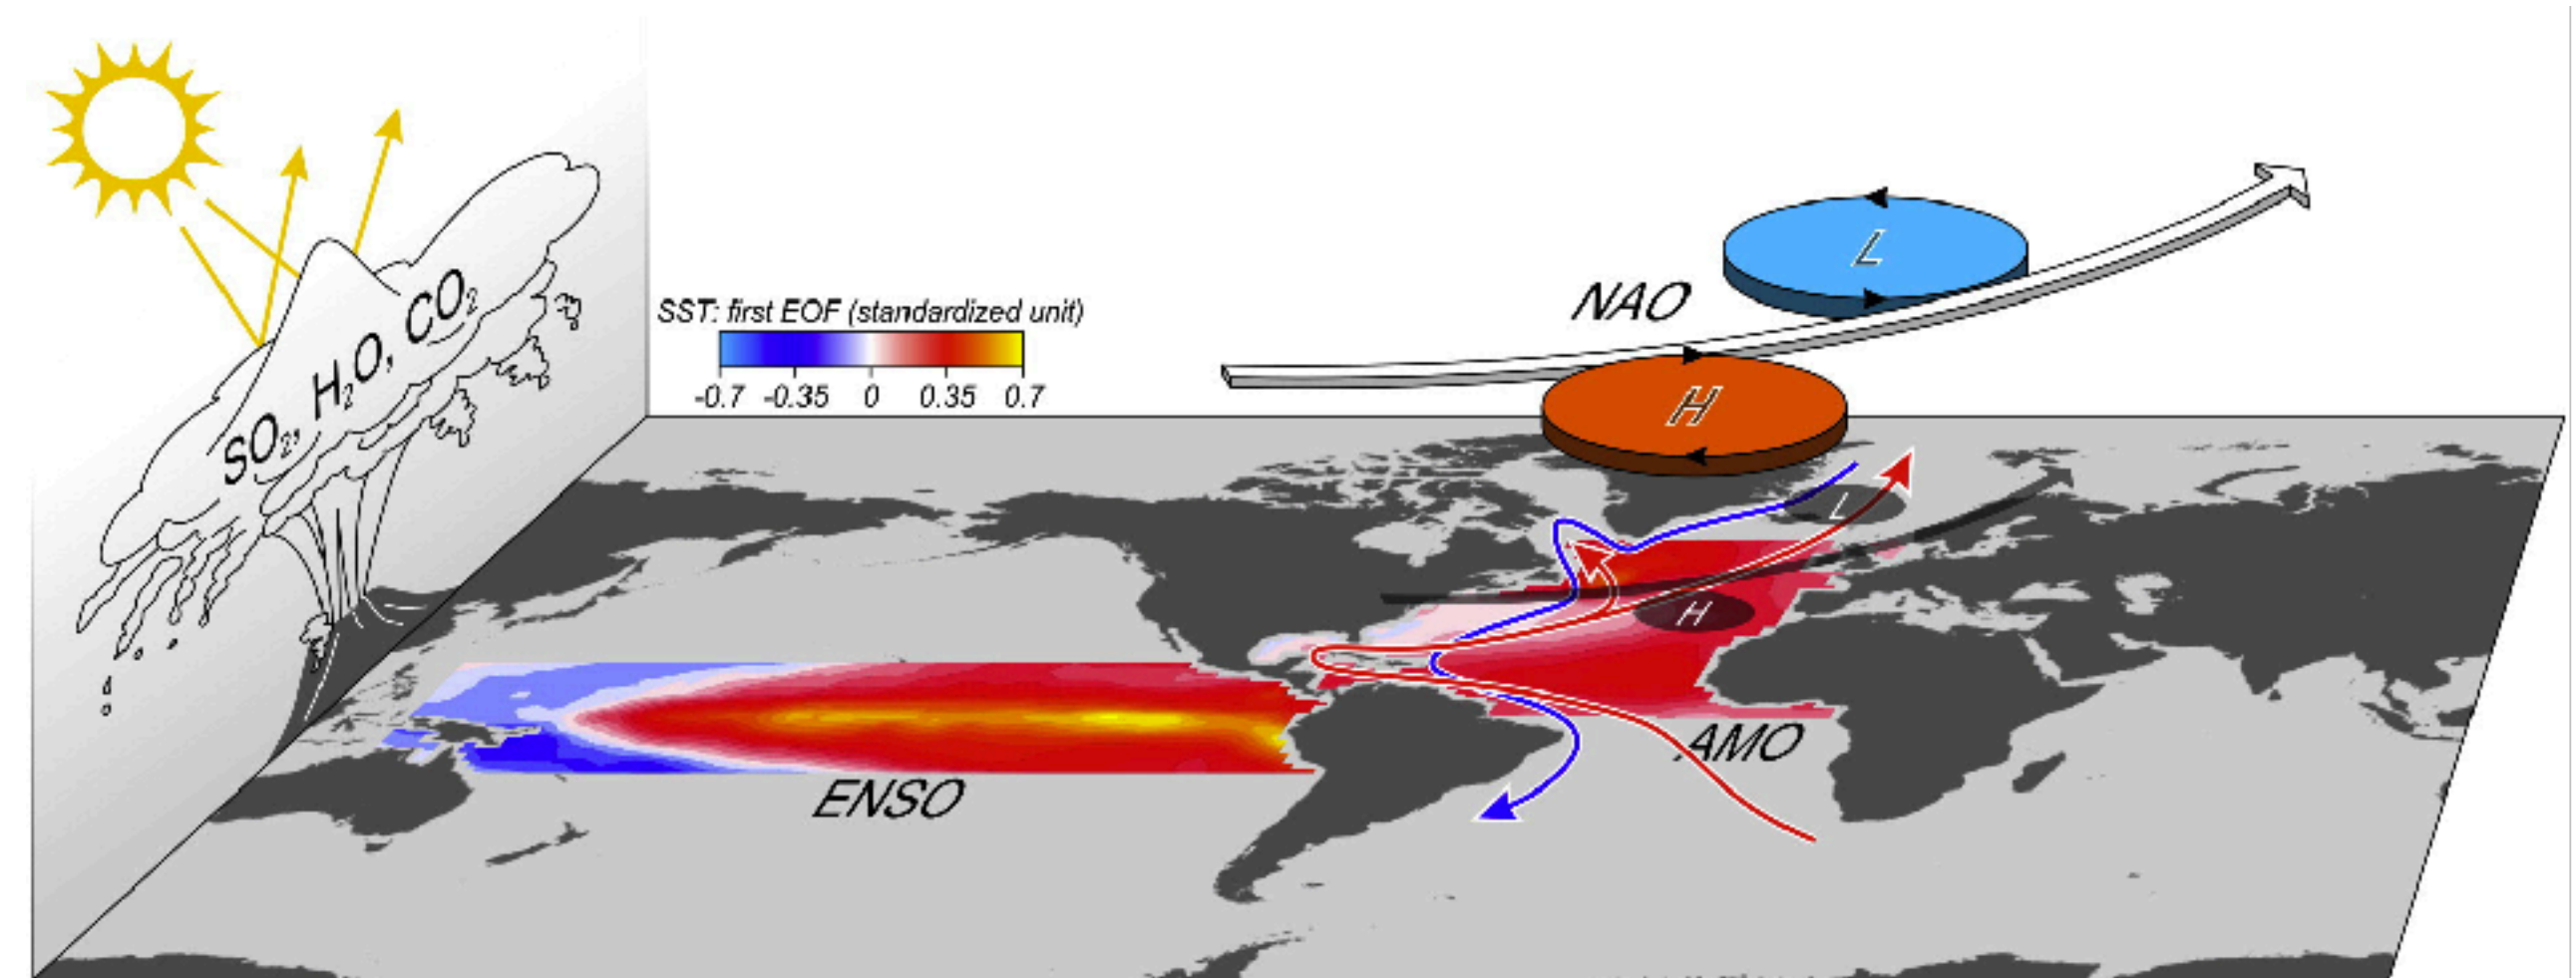 SO₂, H₂O, CO₂
SST: first EOF (standardized unit)
-0.7 -0.35 0 0.35 0.7
NAO
L
H
L
H
AMO
ENSO